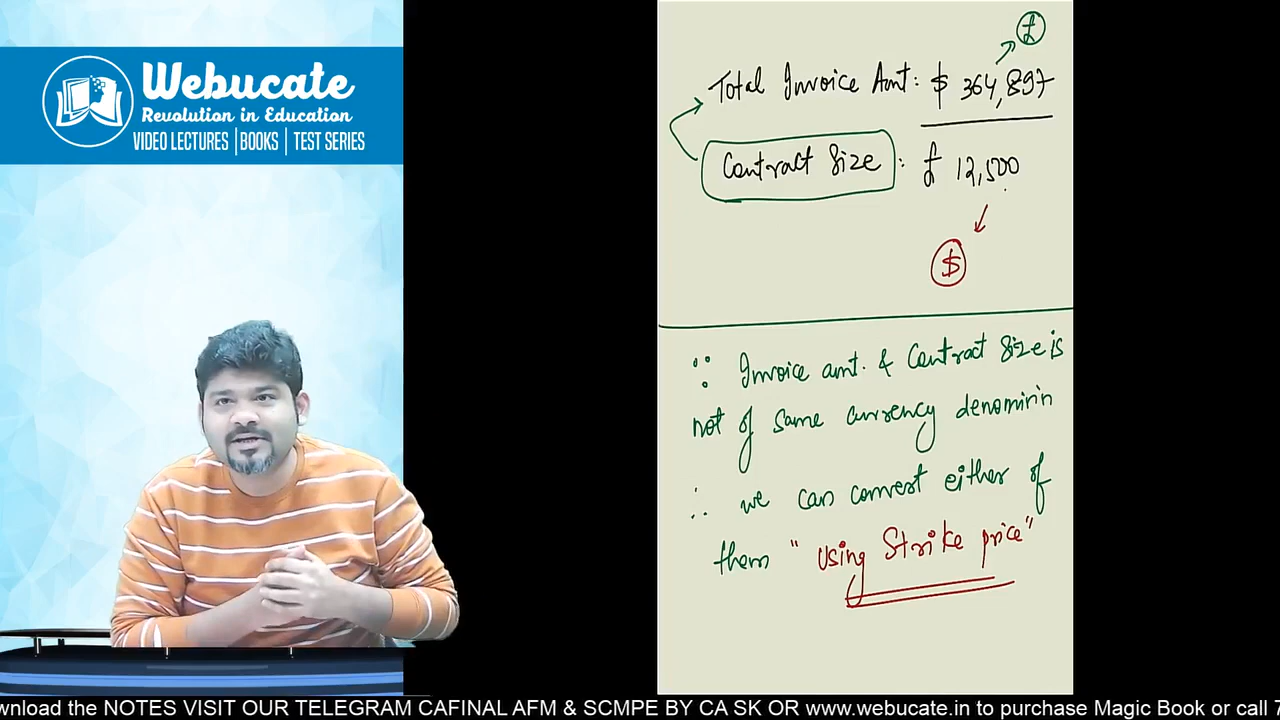 Webucate
Revolution in Education
VIDEO LECTURES | BOOKS | TEST SERIES
£
Total Invoice Amt: $ 364,897
Contract Size : £ 12,500
$
∵ Invoice amt. & Contract Size is
not of same currency denomirin
∴ we can convert either of
them "using Strike price"
wnload the NOTES VISIT OUR TELEGRAM CAFINAL AFM & SCMPE BY CA SK OR www.webucate.in to purchase Magic Book or call 7